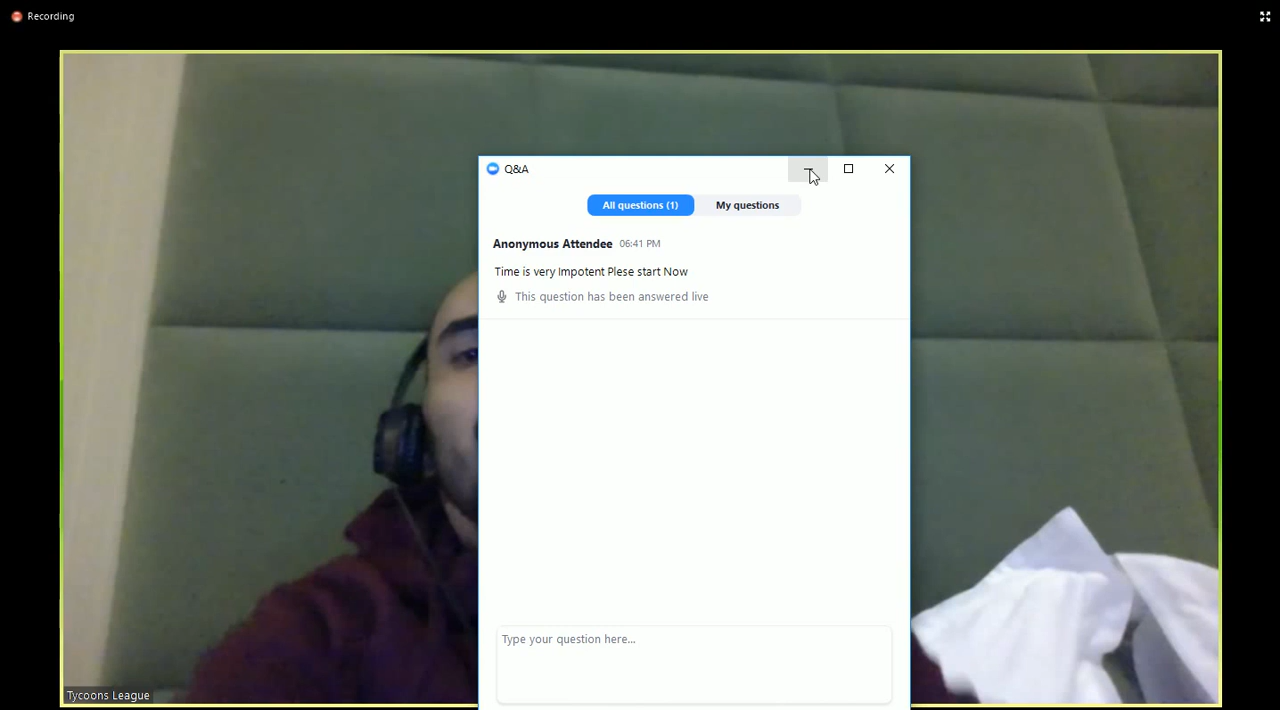 Recording
Q&A
All questions (1) My questions
Anonymous Attendee 06:41 PM
Time is very Impotent Plese start Now
This question has been answered live
Type your question here...
Tycoons League